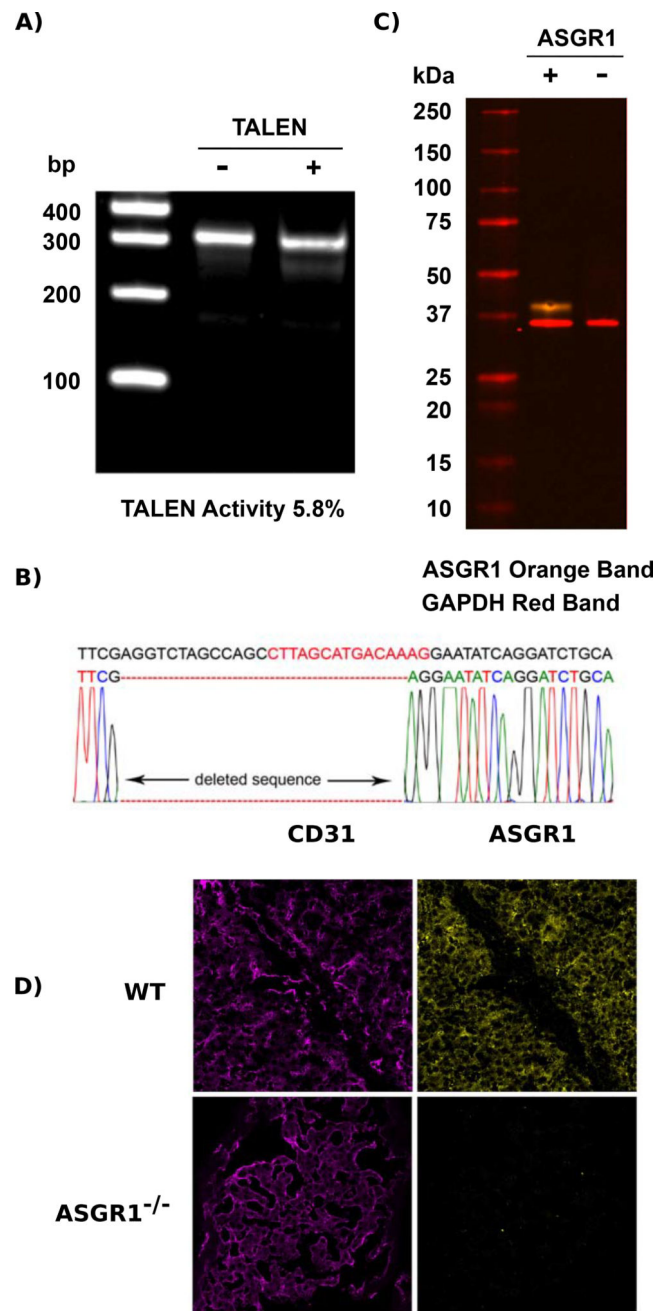 A)
TALEN
bp
- +
400
300
200
100
TALEN Activity 5.8%
C)
ASGR1
kDa
+ -
250
150
100
75
50
37
25
20
15
10
ASGR1 Orange Band
GAPDH Red Band
B)
TTCGAGGTCTAGCCAGCCTTAGCATGACAAAGGAATATCAGGATCTGCA
TTCG--------------------------AGGAATATCAGGATCTGCA
deleted sequence
CD31 ASGR1
D)
WT
ASGR1-/-